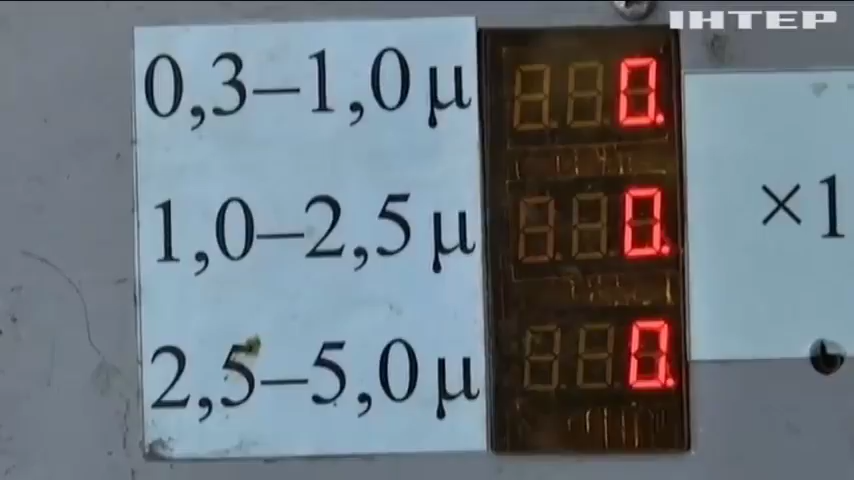 ІНТЕР
0,3–1,0 μ 0.
1,0–2,5 μ 0.
×1
2,5–5,0 μ 0.